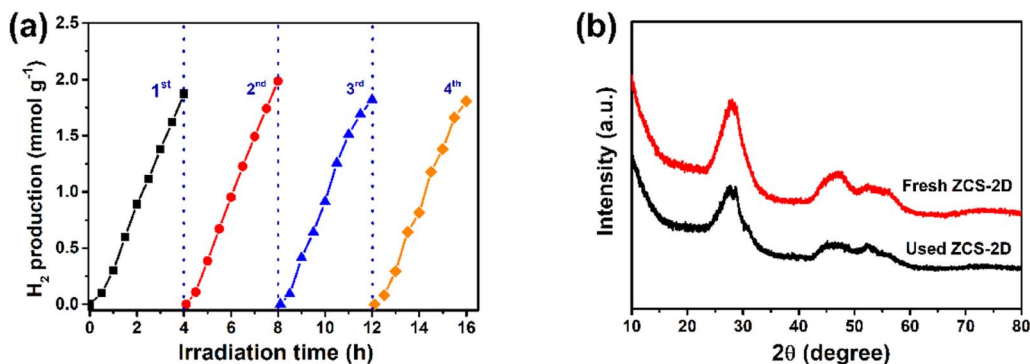 (a)
H₂ production (mmol g⁻¹)
2.5
2.0
1.5
1.0
0.5
0.0
1ˢᵗ
2ⁿᵈ
3ʳᵈ
4ᵗʰ
0 2 4 6 8 10 12 14 16
Irradiation time (h)
(b)
Intensity (a.u.)
Fresh ZCS-2D
Used ZCS-2D
10 20 30 40 50 60 70 80
2θ (degree)